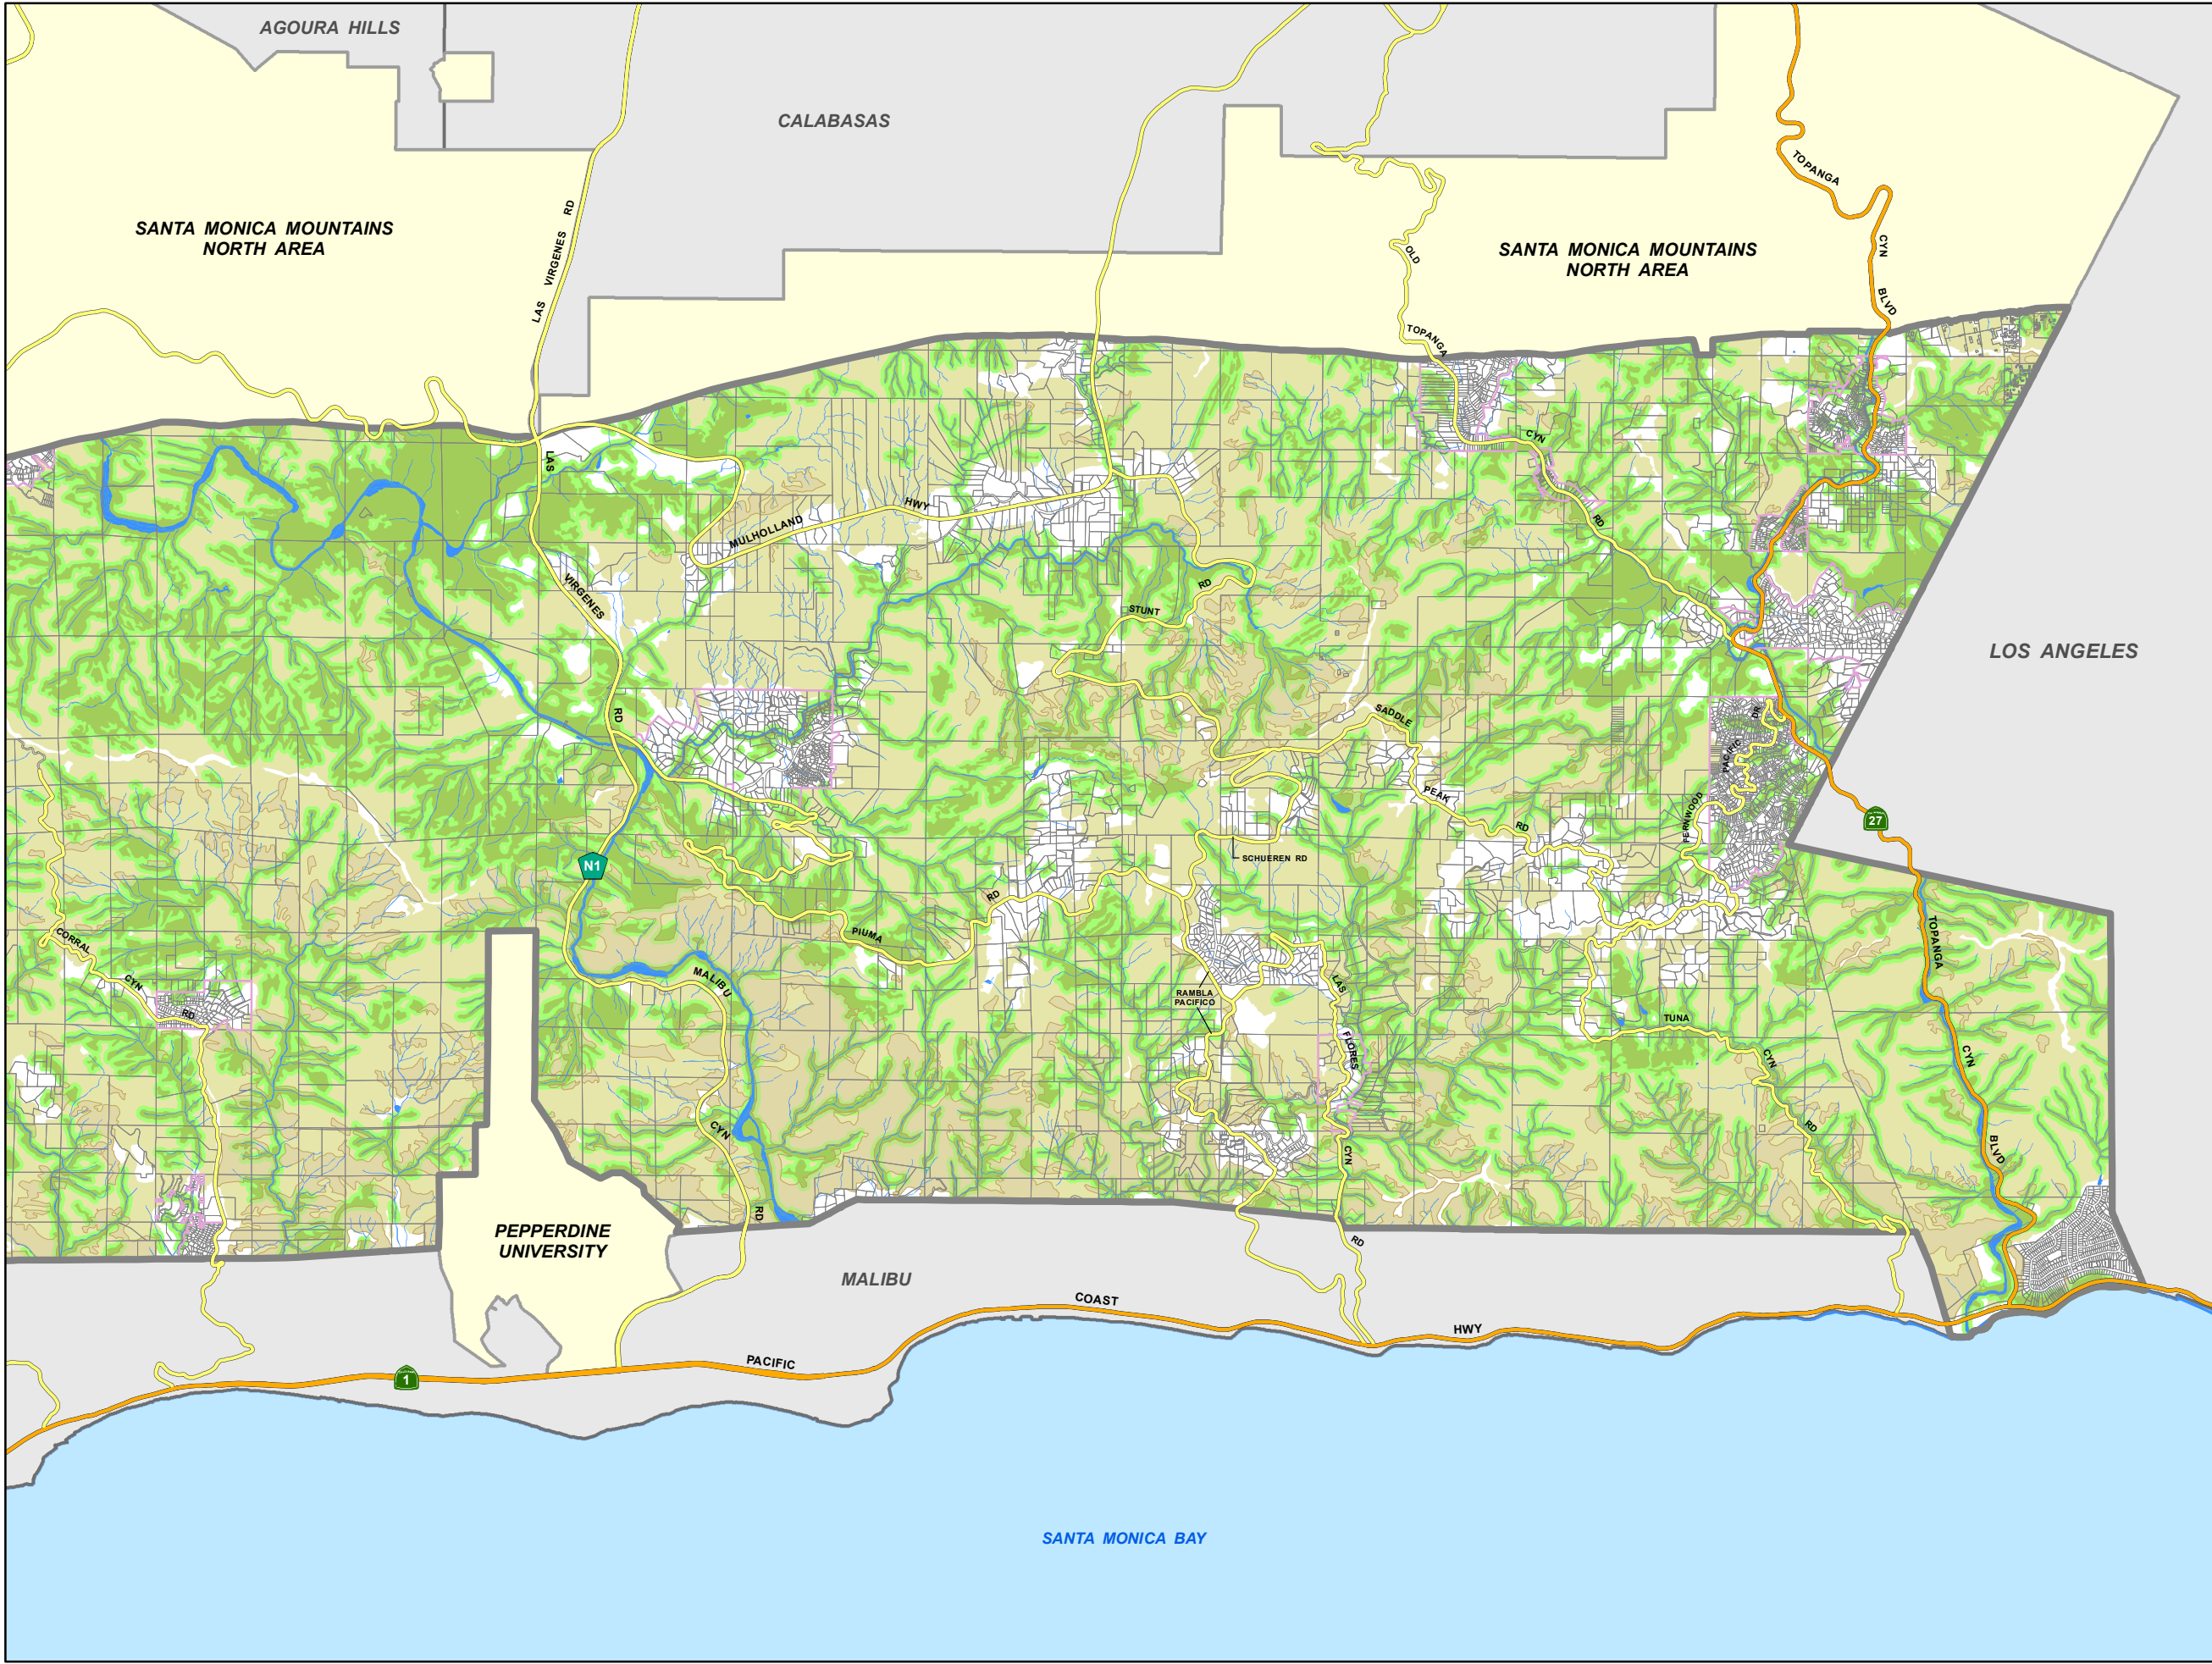 AGOURA HILLS
CALABASAS
TOPANGA
SANTA MONICA MOUNTAINS
NORTH AREA
LAS VIRGENES RD
OLD
SANTA MONICA MOUNTAINS
NORTH AREA
CYN
BLVD
TOPANGA
CYN
RD
LAS
HWY
MULHOLLAND
VIRGENES
RD
STUNT
RD
LOS ANGELES
SADDLE
PEAK
RD
DR
PACIFIC
FERNWOOD
27
SCHUEREN RD
N1
RD
PIUMA
CORRAL
CYN
RD
MALIBU
CYN
RD
RAMBLA
PACIFICO
LAS
FLORES
CYN
RD
TUNA
CYN
RD
TOPANGA
CYN
BLVD
PEPPERDINE
UNIVERSITY
MALIBU
COAST
HWY
PACIFIC
1
SANTA MONICA BAY